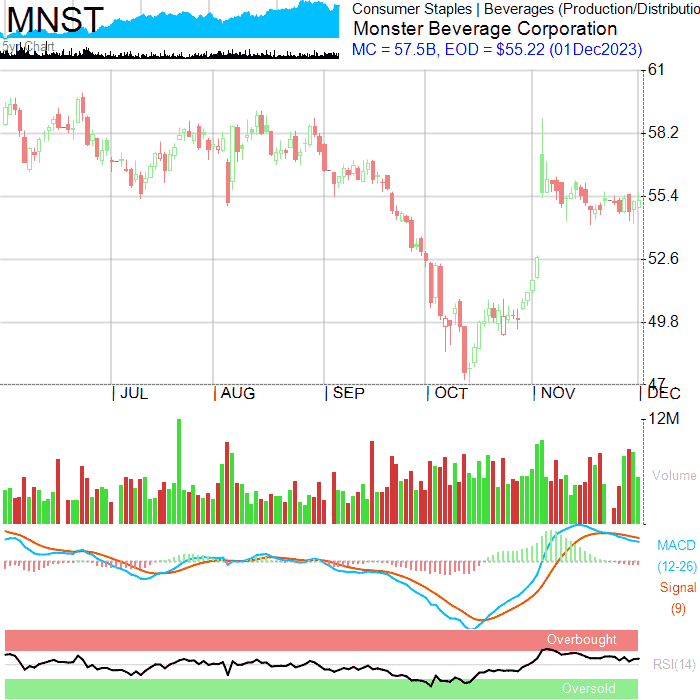 MNST
5yr Chart
Consumer Staples | Beverages (Production/Distributio
Monster Beverage Corporation
MC = 57.5B, EOD = $55.22 (01Dec2023)
61
58.2
55.4
52.6
49.8
47
| JUL | AUG | SEP | OCT | NOV | DEC
12M
Volume
MACD
(12-26)
Signal
(9)
Overbought
RSI(14)
Oversold